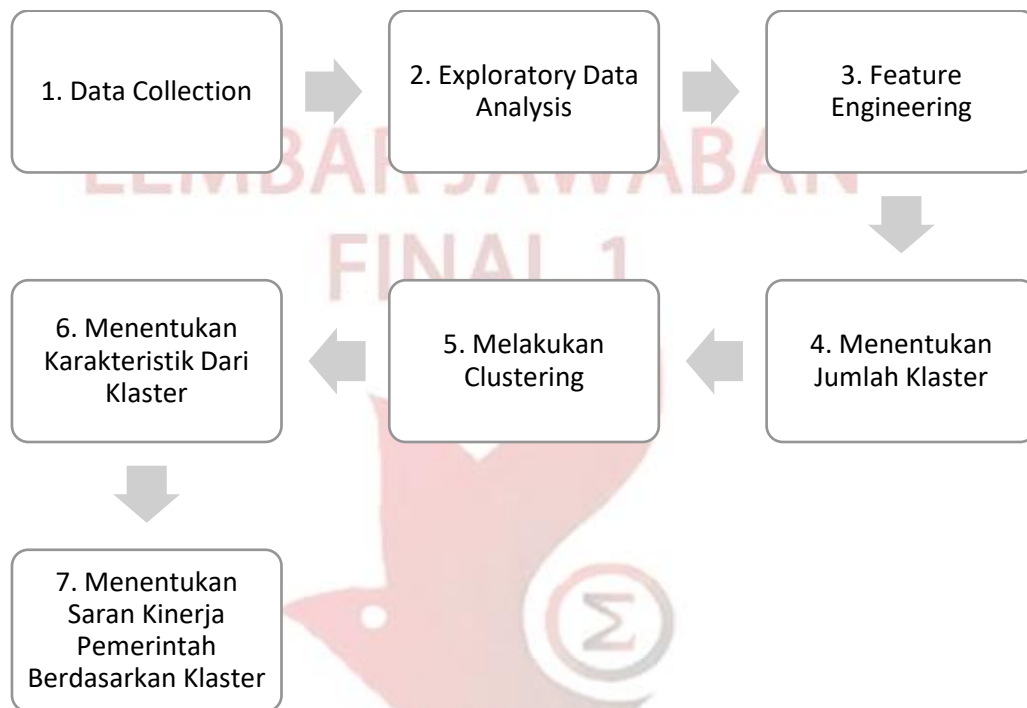 1. Data Collection
2. Exploratory Data
Analysis
3. Feature
Engineering
LEMBAR JAWABAN
FINAL 1
4. Menentukan
Jumlah Klaster
5. Melakukan
Clustering
6. Menentukan
Karakteristik Dari
Klaster
7. Menentukan
Saran Kinerja
Pemerintah
Berdasarkan Klaster
Σ